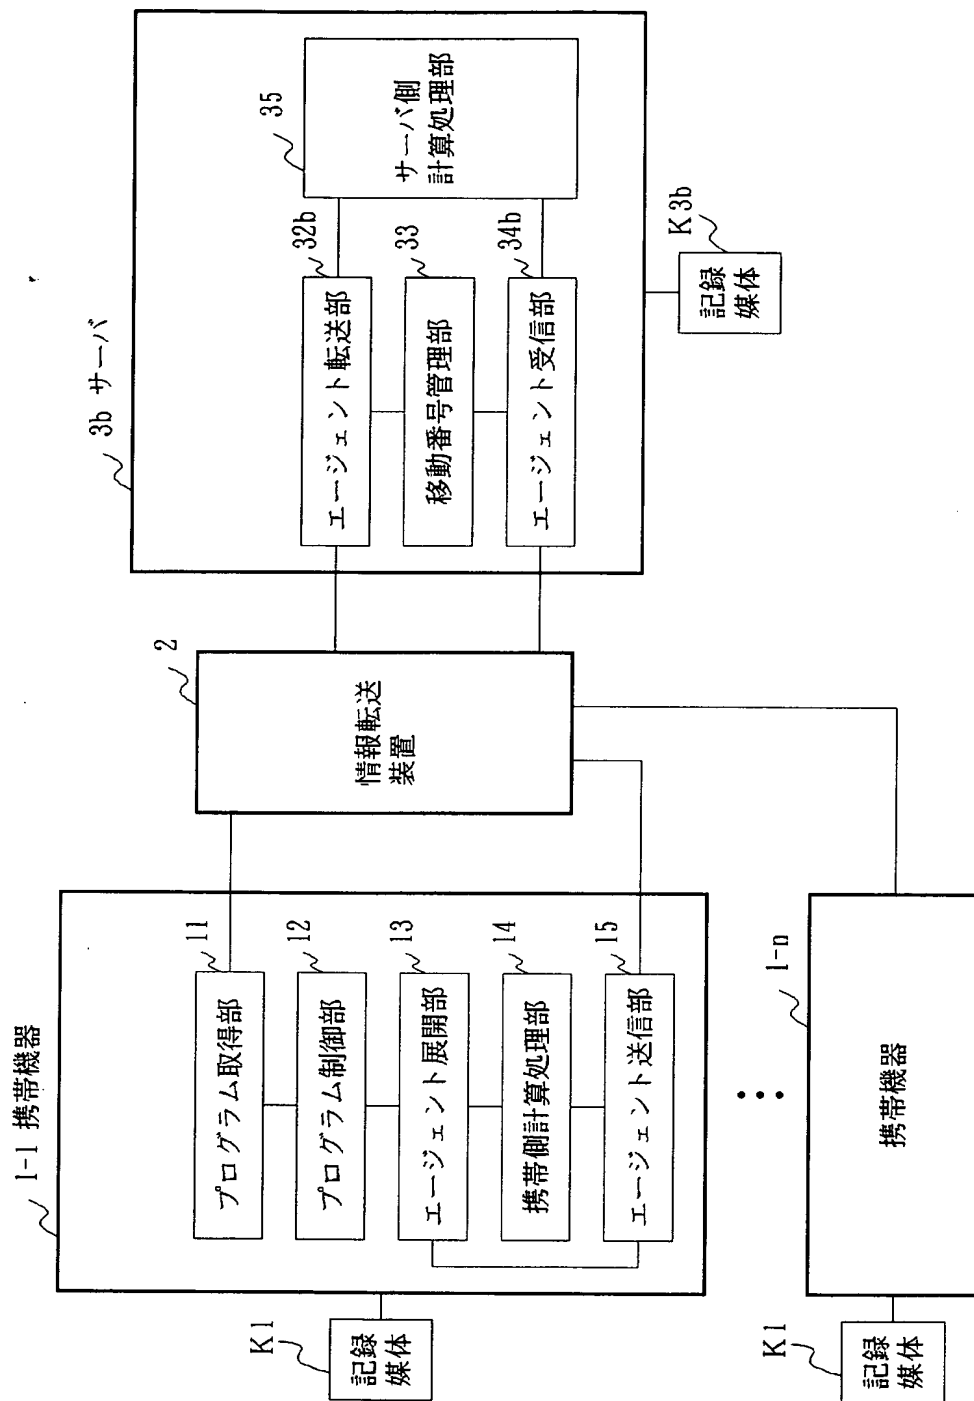 1-1 携帯機器
11
プログラム取得部
12
プログラム制御部
13
エージェント展開部
14
携帯側計算処理部
15
エージェント送信部
K1
記録
媒体
1-n
携帯機器
K1
記録
媒体
2
情報転送
装置
3b サーバ
32b
エージェント転送部
33
移動番号管理部
34b
エージェント受信部
35
サーバ側
計算処理部
K3b
記録
媒体